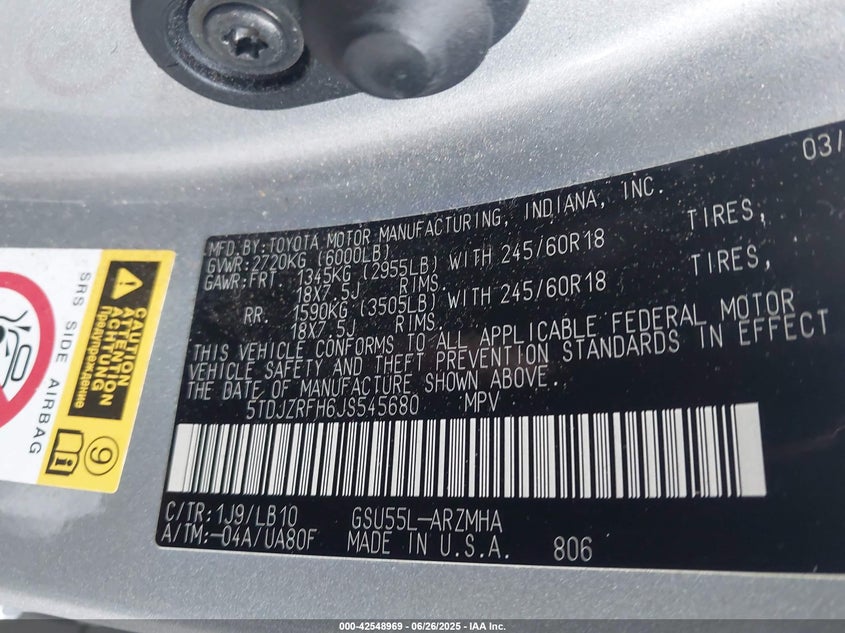 03/
MFD.BY:TOYOTA MOTOR MANUFACTURING, INDIANA, INC.
GVWR:2720KG (6000LB)
GAWR:FRT. 1345KG (2955LB) WITH 245/60R18 TIRES,
18X7.5J RIMS.
RR. 1590KG (3505LB) WITH 245/60R18 TIRES,
18X7.5J RIMS.
THIS VEHICLE CONFORMS TO ALL APPLICABLE FEDERAL MOTOR
VEHICLE SAFETY AND THEFT PREVENTION STANDARDS IN EFFECT
THE DATE OF MANUFACTURE SHOWN ABOVE.
5TDJZRFH6JS545680 MPV
C/TR:1J9/LB10 GSU55L-ARZMHA
A/TM:-04A/UA80F MADE IN U.S.A. 806
SRS SIDE AIRBAG
CAUTION
ATTENTION
ACHTUNG
Предупреждение
9
000-42548969 | 06/26/2025 | IAA Inc.